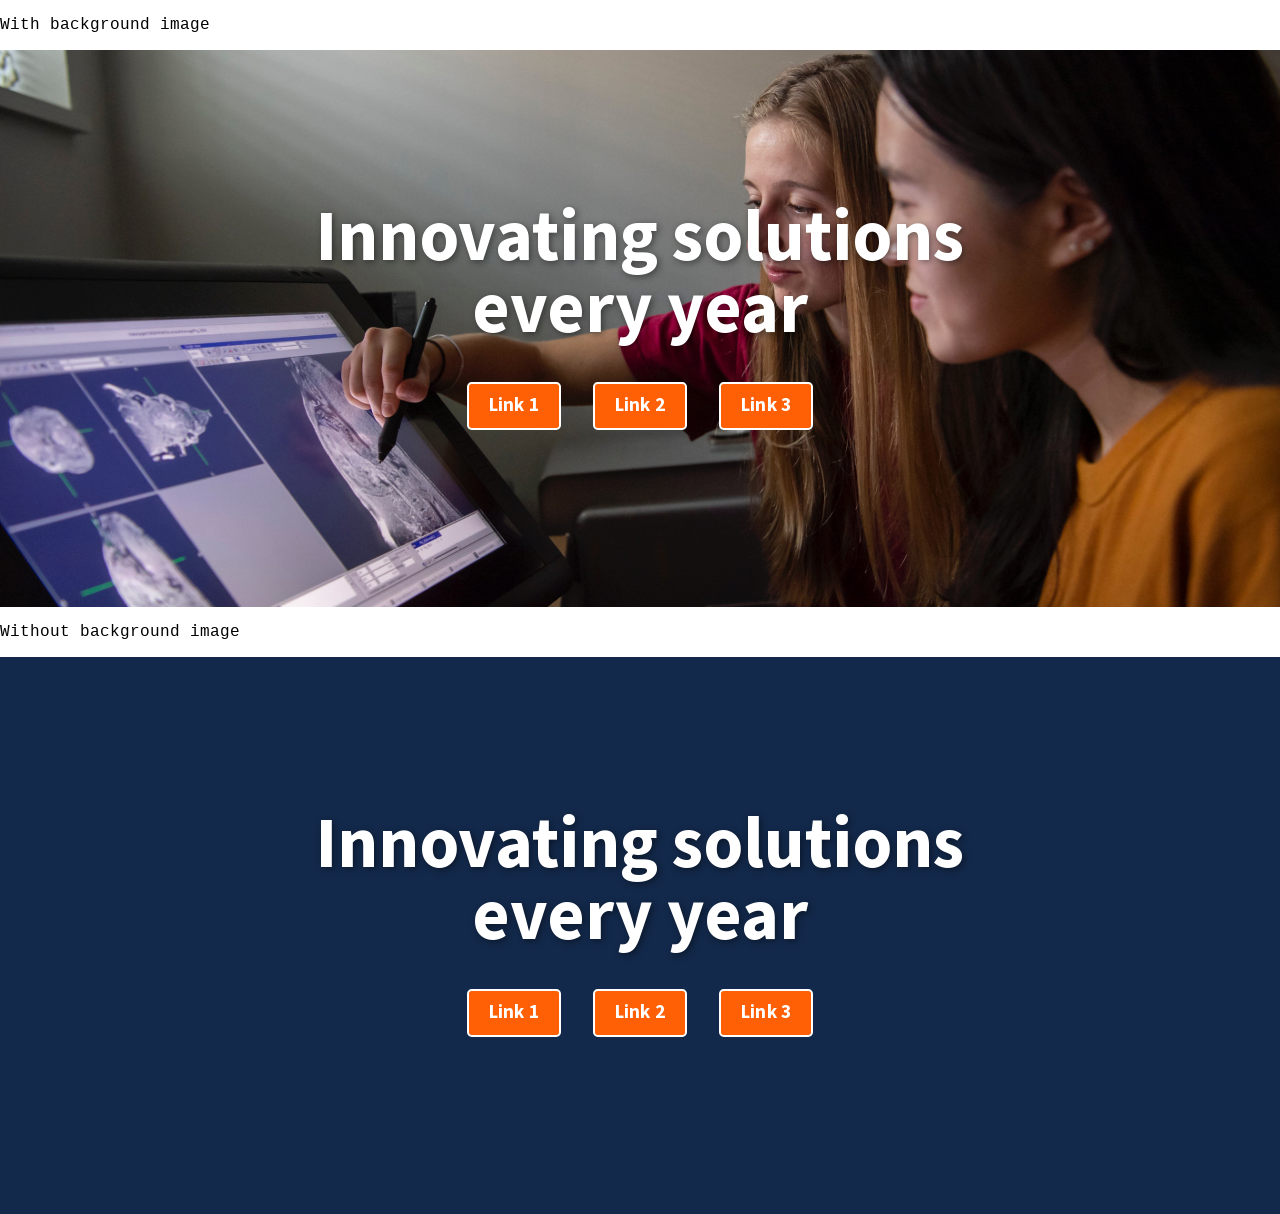 With background image
Innovating solutions
every year
Link 1
Link 2
Link 3
Without background image
Innovating solutions
every year
Link 1
Link 2
Link 3